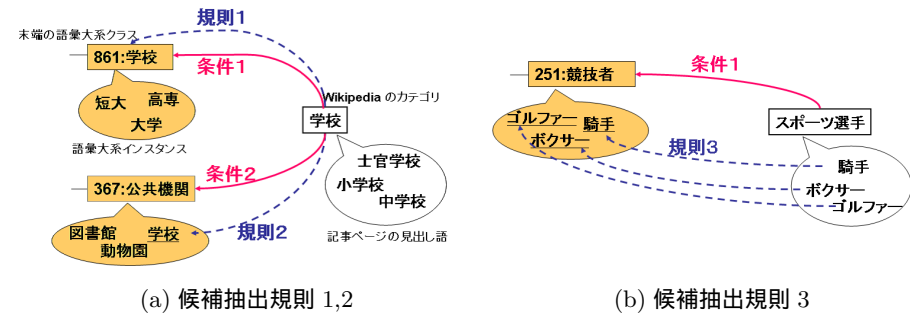 規則1
末端の語彙大系クラス
861:学校
条件1
短大
高専
大学
語彙大系インスタンス
Wikipedia のカテゴリ
学校
士官学校
小学校
中学校
記事ページの見出し語
条件2
367:公共機関
図書館
学校
動物園
規則2
(a) 候補抽出規則 1,2
251:競技者
条件1
ゴルファー
騎手
ボクサー
スポーツ選手
規則3
騎手
ボクサー
ゴルファー
(b) 候補抽出規則 3